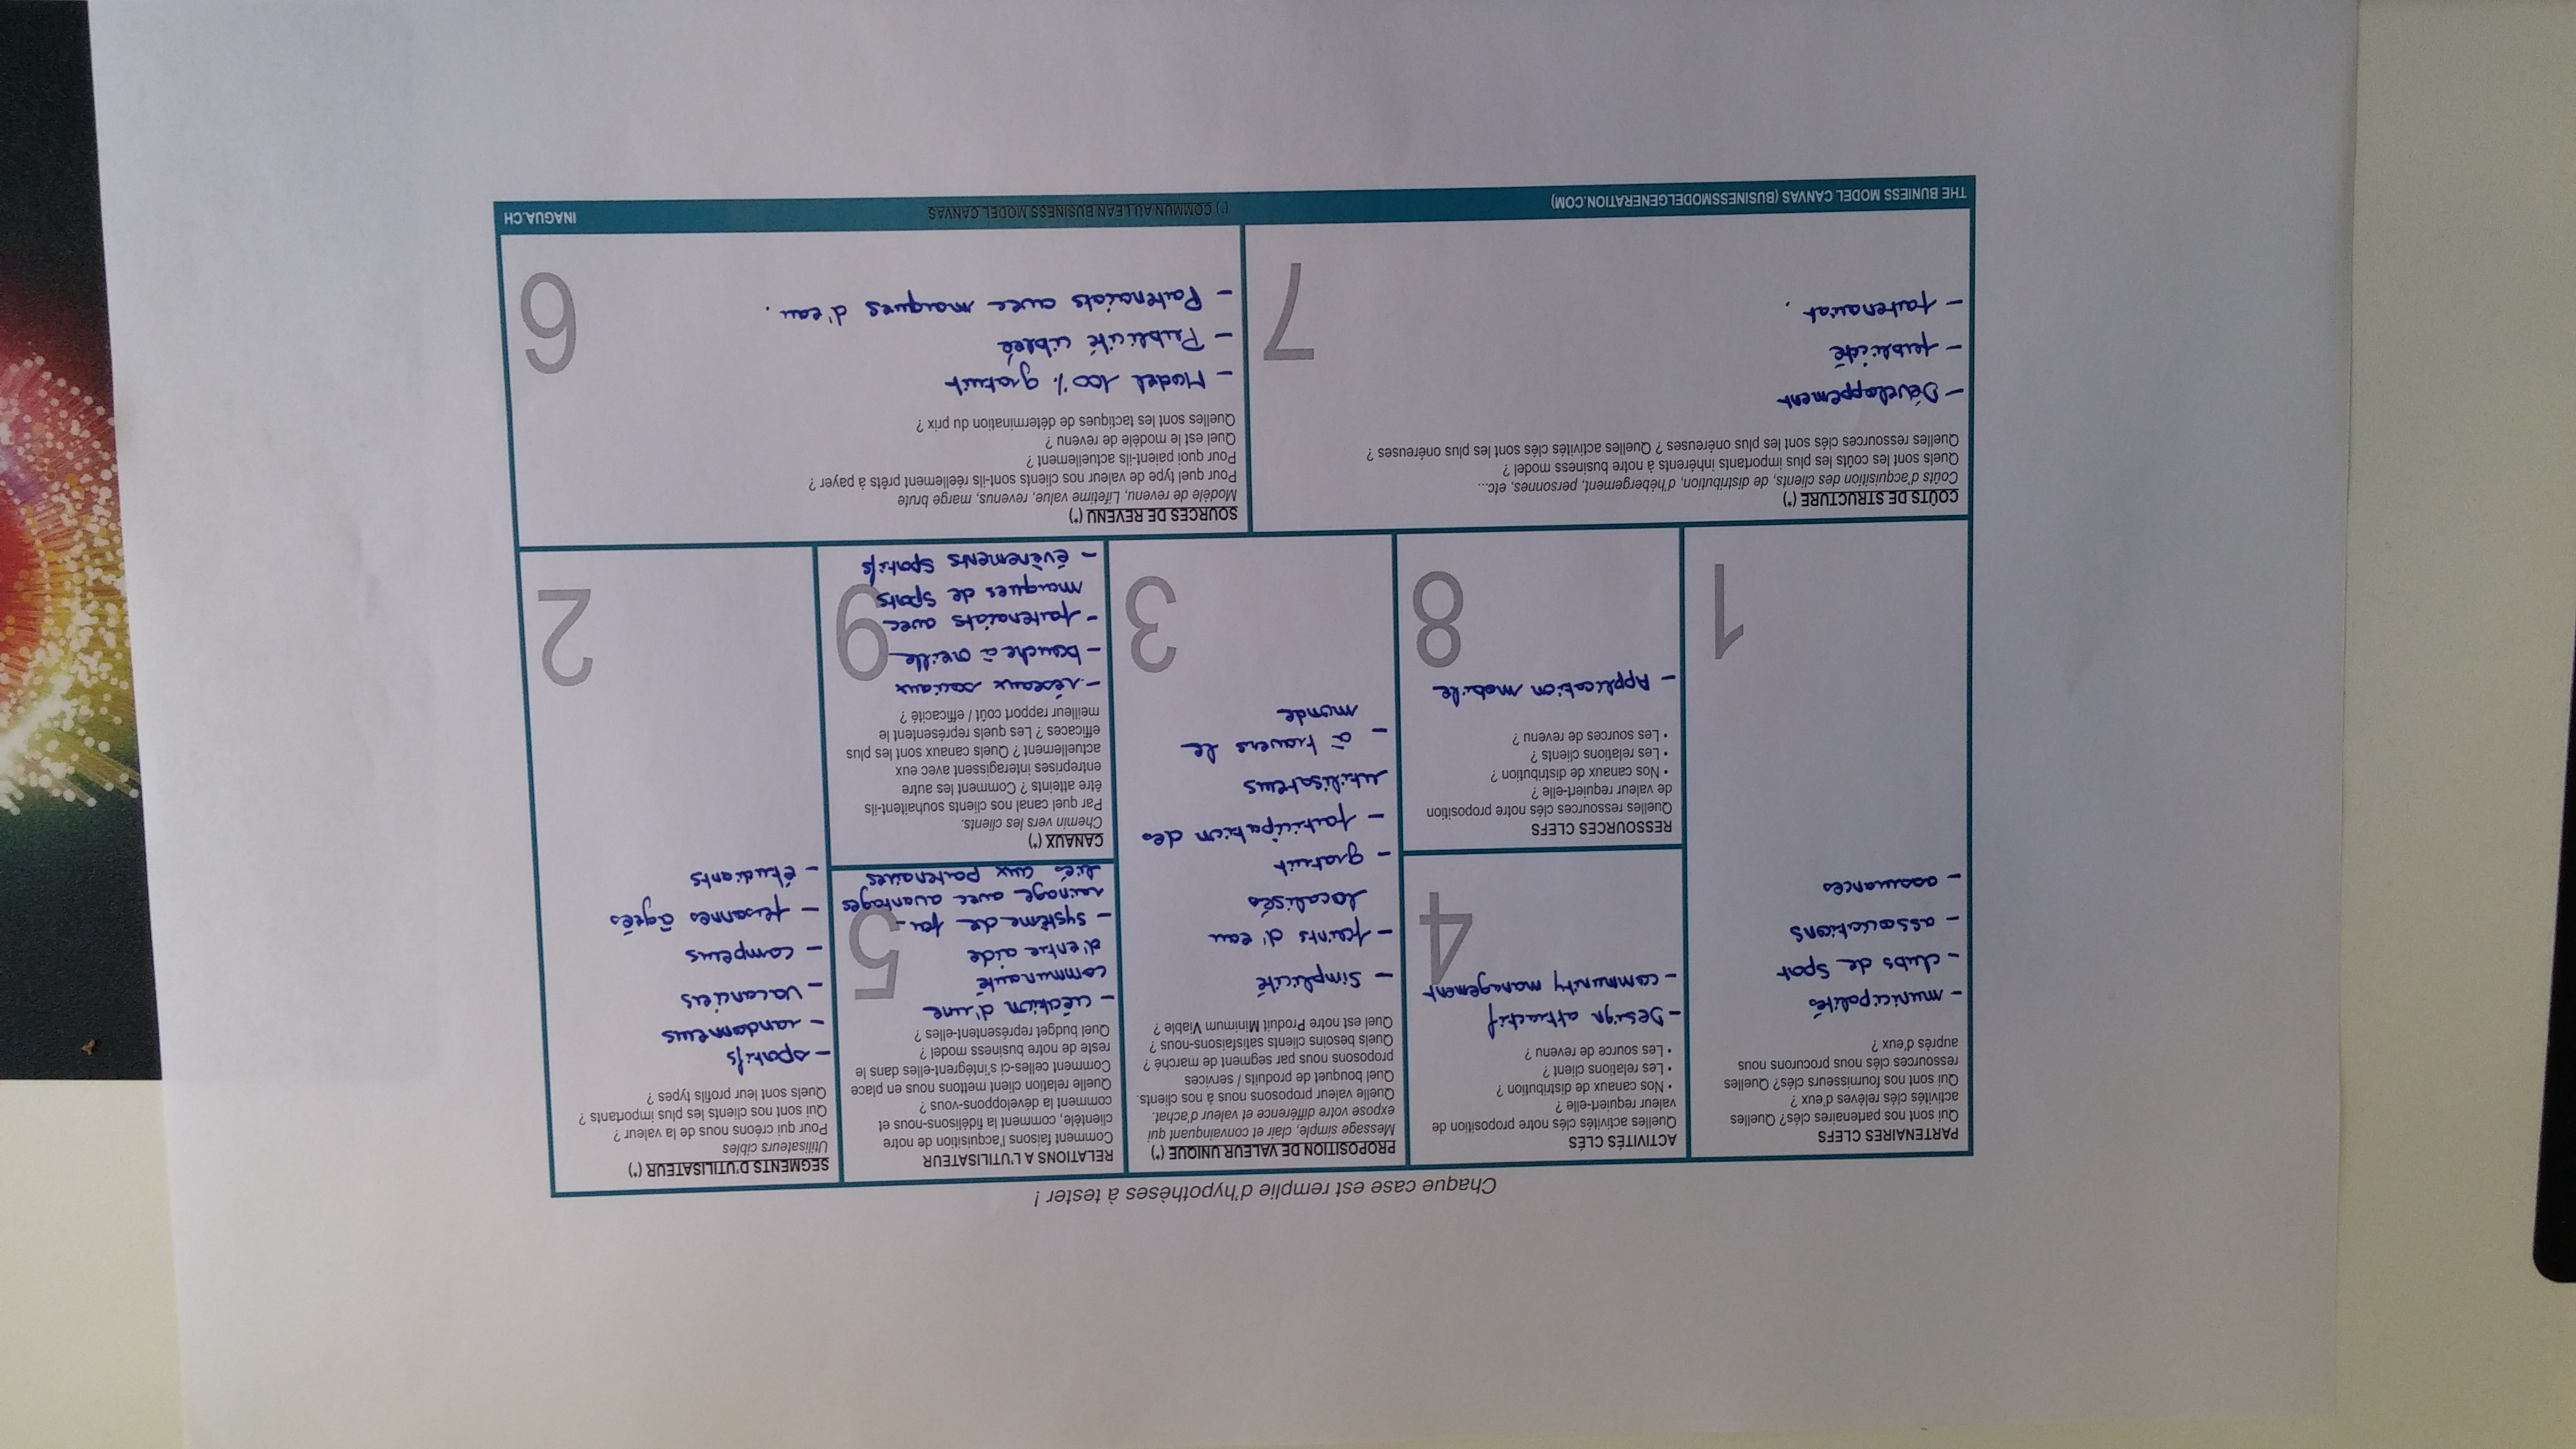 Chaque case est remplie d'hypothèses à tester !
PARTENAIRES CLEFS
Qui sont nos partenaires clés? Quelles
activités clés relèves d'eux ?
Qui sont nos fournisseurs clés? Quelles
ressources clés nous procurons nous
auprès d'eux ?
- municipalités
- clubs de sport
- associations
- assurances
1
ACTIVITÉS CLÉS
Quelles activités clés notre proposition de
valeur requiert-elle ?
• Nos canaux de distribution ?
• Les relations client ?
• Les source de revenu ?
- Design attractif
- community management
4
RESSOURCES CLEFS
Quelles ressources clés notre proposition
de valeur requiert-elle ?
• Nos canaux de distribution ?
• Les relations clients ?
• Les sources de revenu ?
- Application mobile
8
PROPOSITION DE VALEUR UNIQUE (*)
Message simple, clair et convainquant qui
expose votre différence et valeur d'achat.
Quelle valeur proposons nous à nos clients.
Quel bouquet de produits / services
proposons nous par segment de marché ?
Quels besoins clients satisfaisons-nous ?
Quel est notre Produit Minimum Viable ?
- Simplicité
- points d'eau
localisés
- gratuit
- participation des
utilisateurs
- à travers le
monde
3
RELATIONS A L'UTILISATEUR
Comment faisons l'acquisition de notre
clientèle, comment la fidélisons-nous et
comment la développons-vous ?
Quelle relation client mettons nous en place
Comment celles-ci s'intègrent-elles dans le
reste de notre business model ?
Quel budget représentent-elles ?
- création d'une
communauté
d'entre aide
- système de par-
rainage avec avantages
liés aux partenaires
5
CANAUX (*)
Chemin vers les clients.
Par quel canal nos clients souhaitent-ils
être atteints ? Comment les autre
entreprises interagissent avec eux
actuellement ? Quels canaux sont les plus
efficaces ? Les quels représentent le
meilleur rapport coût / efficacité ?
- réseaux sociaux
- bouche à oreille
- partenariats avec
marques de sports
- évènements sportifs
9
SEGMENTS D'UTILISATEUR (*)
Utilisateurs cibles
Pour qui créons nous de la valeur ?
Qui sont nos clients les plus importants ?
Quels sont leur profils types ?
- sportifs
- randonneurs
- vacanciers
- campeurs
- personnes âgées
- étudiants
2
COÛTS DE STRUCTURE (*)
Coûts d'acquisition des clients, de distribution, d'hébergement, personnes, etc...
Quels sont les coûts les plus importants inhérents à notre business model ?
Quelles ressources clés sont les plus onéreuses ? Quelles activités clés sont les plus onéreuses ?
- Développement
- publicité
- partenariat.
7
SOURCES DE REVENU (*)
Modèle de revenu, Lifetime value, revenus, marge brute
Pour quel type de valeur nos clients sont-ils réellement prêts à payer ?
Pour quoi paient-ils actuellement ?
Quel est le modèle de revenu ?
Quelles sont les tactiques de détermination du prix ?
- Model 100% gratuit
- Publicité ciblée
- Partenariats avec marques d'eau.
6
THE BUNIESS MODEL CANVAS (BUSINESSMODELGENERATION.COM)
(*) COMMUN AU LEAN BUSINESS MODEL CANVAS
INAGUA.CH